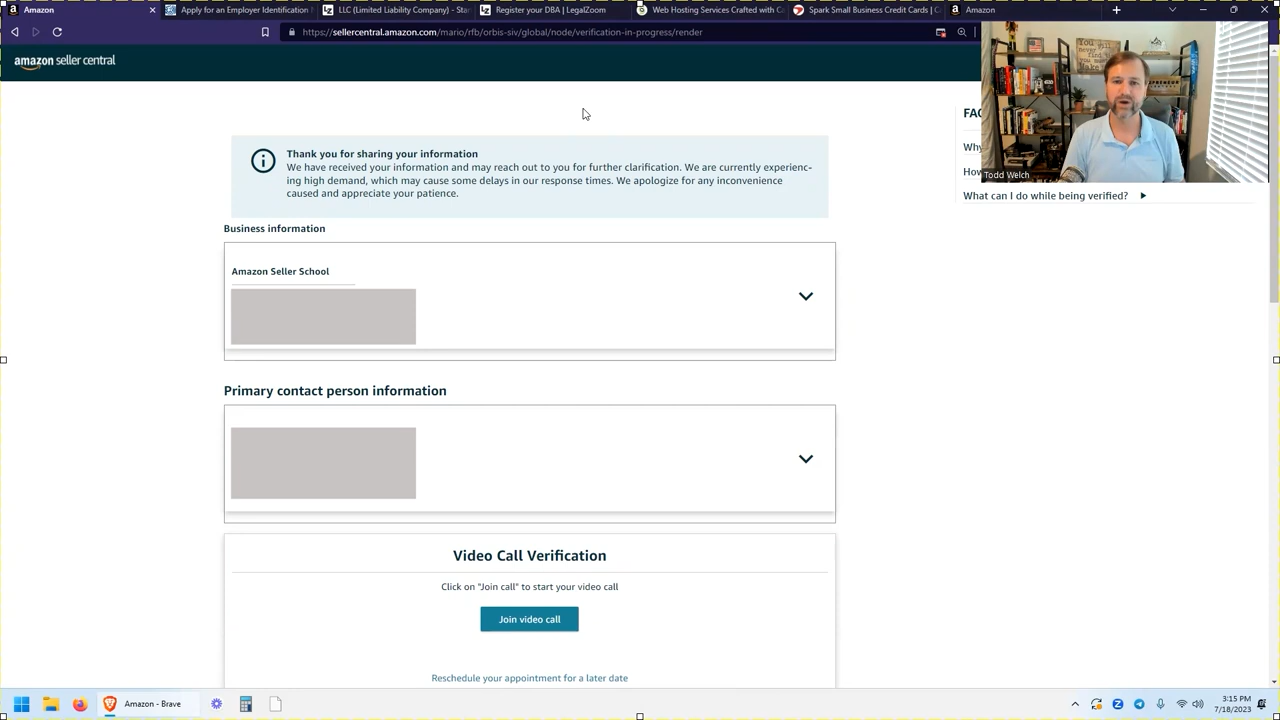 Amazon
Apply for an Employer Identification
LLC (Limited Liability Company) - Sta
Register your DBA | LegalZoom
Web Hosting Services Crafted with C
Spark Small Business Credit Cards | C
Amazon
https://sellercentral.amazon.com/mario/rfb/orbis-siv/global/node/verification-in-progress/render
amazon seller central
Thank you for sharing your information
We have received your information and may reach out to you for further clarification. We are currently experienc-
ing high demand, which may cause some delays in our response times. We apologize for any inconvenience
caused and appreciate your patience.
FAQ
Why
How
What can I do while being verified?
Todd Welch
Business information
Amazon Seller School
Primary contact person information
Video Call Verification
Click on "Join call" to start your video call
Join video call
Reschedule your appointment for a later date
Amazon - Brave
3:15 PM
7/18/2023